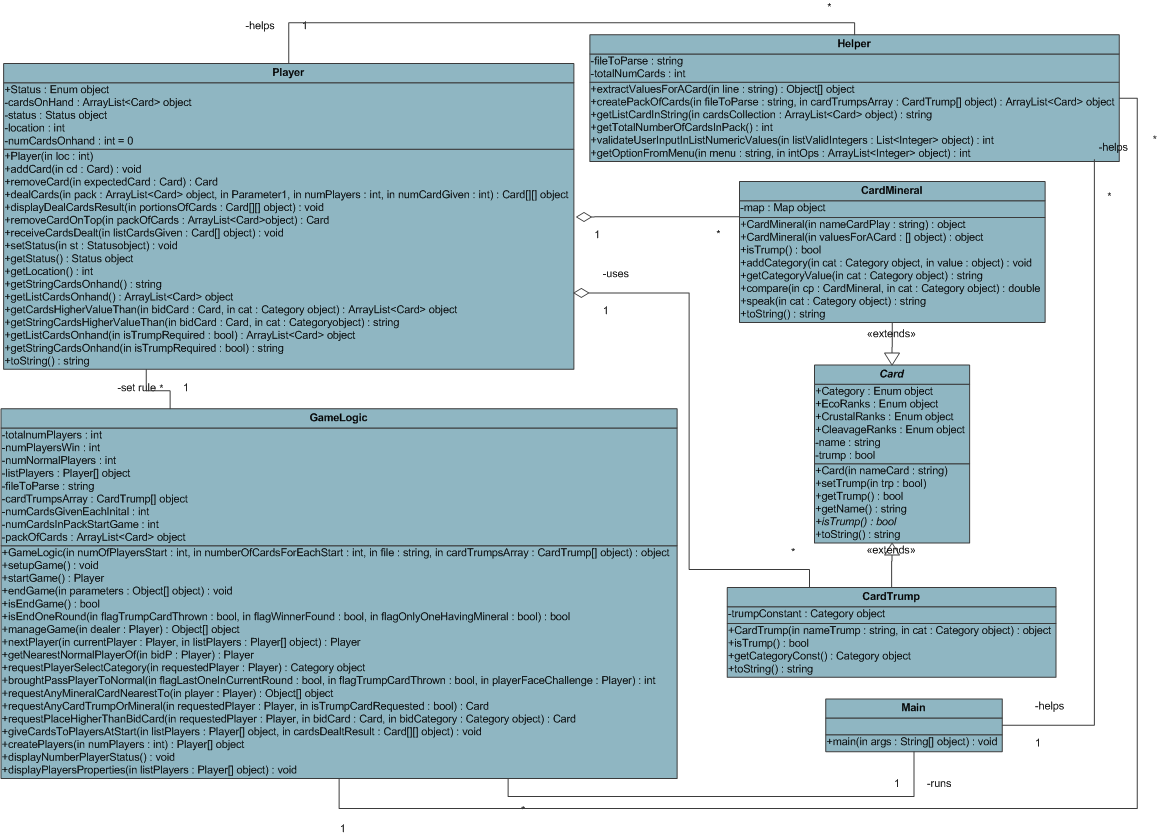 *
-helps
1
Player
+Status : Enum object
-cardsOnHand : ArrayList<Card> object
-status : Status object
-location : int
-numCardsOnhand : int = 0
+Player(in loc : int)
+addCard(in cd : Card) : void
+removeCard(in expectedCard : Card) : Card
+dealCards(in pack : ArrayList<Card> object, in Parameter1, in numPlayers : int, in numCardGiven : int) : Card[][] object
+displayDealCardsResult(in portionsOfCards : Card[][] object) : void
+removeCardOnTop(in packOfCards : ArrayList<Card>object) : Card
+receiveCardsDealt(in listCardsGiven : Card[] object) : void
+setStatus(in st : Statusobject) : void
+getStatus() : Status object
+getLocation() : int
+getStringCardsOnhand() : string
+getListCardsOnhand() : ArrayList<Card> object
+getCardsHigherValueThan(in bidCard : Card, in cat : Category object) : ArrayList<Card> object
+getStringCardsHigherValueThan(in bidCard : Card, in cat : Categoryobject) : string
+getListCardsOnhand(in isTrumpRequired : bool) : ArrayList<Card> object
+getStringCardsOnhand(in isTrumpRequired : bool) : string
+toString() : string
Helper
-fileToParse : string
-totalNumCards : int
+extractValuesForACard(in line : string) : Object[] object
+createPackOfCards(in fileToParse : string, in cardTrumpsArray : CardTrump[] object) : ArrayList<Card> object
+getListCardInString(in cardsCollection : ArrayList<Card> object) : string
+getTotalNumberOfCardsInPack() : int
+validateUserInputInListNumericValues(in listValidIntegers : List<Integer> object) : int
+getOptionFromMenu(in menu : string, in intOps : ArrayList<Integer> object) : int
*
-helps
*
CardMineral
-map : Map object
+CardMineral(in nameCardPlay : string) : object
+CardMineral(in valuesForACard : [] object) : object
+isTrump() : bool
+addCategory(in cat : Category object, in value : object) : void
+getCategoryValue(in cat : Category object) : string
+compare(in cp : CardMineral, in cat : Category object) : double
+speak(in cat : Category object) : string
+toString() : string
1
*
-uses
1
«extends»
Card
+Category : Enum object
+EcoRanks : Enum object
+CrustalRanks : Enum object
+CleavageRanks : Enum object
-name : string
-trump : bool
+Card(in nameCard : string)
+setTrump(in trp : bool)
+getTrump() : bool
+getName() : string
+isTrump() : bool
+toString() : string
«extends»
*
-set rule *
1
GameLogic
-totalnumPlayers : int
-numPlayersWin : int
-numNormalPlayers : int
-listPlayers : Player[] object
-fileToParse : string
-cardTrumpsArray : CardTrump[] object
-numCardsGivenEachInital : int
-numCardsInPackStartGame : int
-packOfCards : ArrayList<Card> object
+GameLogic(in numOfPlayersStart : int, in numberOfCardsForEachStart : int, in file : string, in cardTrumpsArray : CardTrump[] object) : object
+setupGame() : void
+startGame() : Player
+endGame(in parameters : Object[] object) : void
+isEndGame() : bool
+isEndOneRound(in flagTrumpCardThrown : bool, in flagWinnerFound : bool, in flagOnlyOneHavingMineral : bool) : bool
+manageGame(in dealer : Player) : Object[] object
+nextPlayer(in currentPlayer : Player, in listPlayers : Player[] object) : Player
+getNearestNormalPlayerOf(in bidP : Player) : Player
+requestPlayerSelectCategory(in requestedPlayer : Player) : Category object
+broughtPassPlayerToNormal(in flagLastOneInCurrentRound : bool, in flagTrumpCardThrown : bool, in playerFaceChallenge : Player) : int
+requestAnyMineralCardNearestTo(in player : Player) : Object[] object
+requestAnyCardTrumpOrMineral(in requestedPlayer : Player, in isTrumpCardRequested : bool) : Card
+requestPlaceHigherThanBidCard(in requestedPlayer : Player, in bidCard : Card, in bidCategory : Category object) : Card
+giveCardsToPlayersAtStart(in listPlayers : Player[] object, in cardsDealtResult : Card[][] object) : void
+createPlayers(in numPlayers : int) : Player[] object
+displayNumberPlayerStatus() : void
+displayPlayersProperties(in listPlayers : Player[] object) : void
CardTrump
-trumpConstant : Category object
+CardTrump(in nameTrump : string, in cat : Category object) : object
+isTrump() : bool
+getCategoryConst() : Category object
+toString() : string
Main
+main(in args : String[] object) : void
-helps
1
1
-runs
*
1